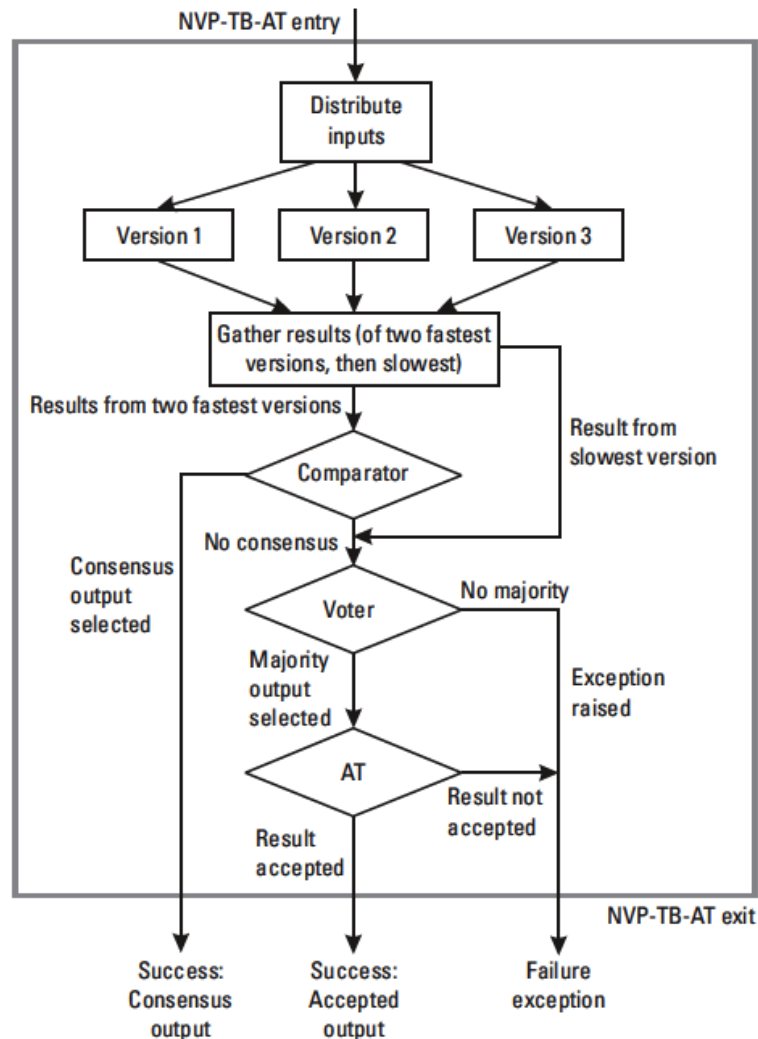 NVP-TB-AT entry
Distribute
inputs
Version 1
Version 2
Version 3
Gather results (of two fastest
versions, then slowest)
Results from two fastest versions
Result from
slowest version
Comparator
No consensus
Consensus
output
selected
Voter
No majority
Majority
output
selected
Exception
raised
AT
Result not
accepted
Result
accepted
NVP-TB-AT exit
Success:
Consensus
output
Success:
Accepted
output
Failure
exception